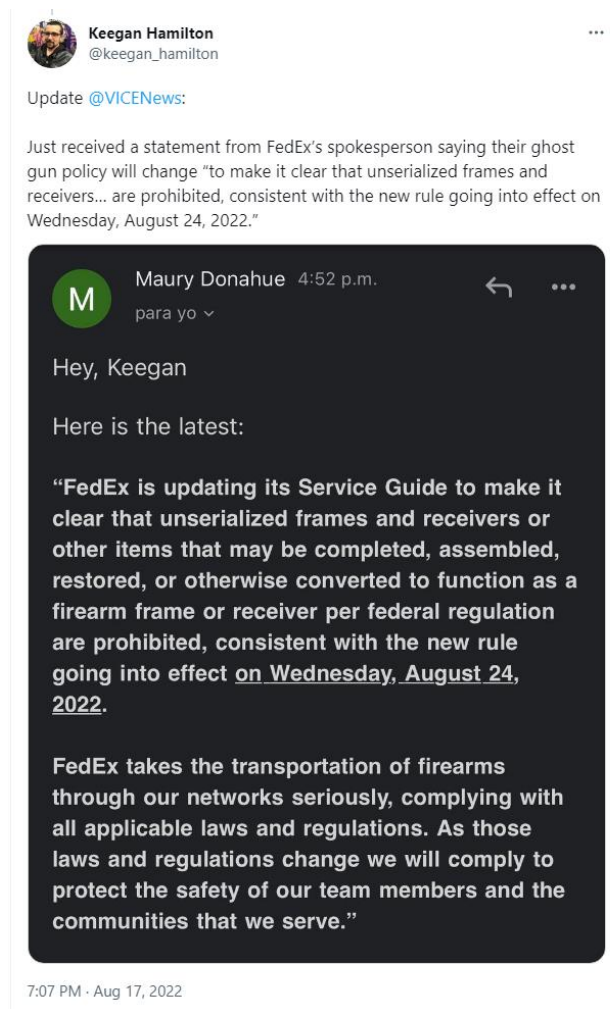 Keegan Hamilton
@keegan_hamilton
Update @VICENews:
Just received a statement from FedEx's spokesperson saying their ghost
gun policy will change “to make it clear that unserialized frames and
receivers... are prohibited, consistent with the new rule going into effect on
Wednesday, August 24, 2022.”
M
Maury Donahue 4:52 p.m.
para yo
Hey, Keegan
Here is the latest:
“FedEx is updating its Service Guide to make it
clear that unserialized frames and receivers or
other items that may be completed, assembled,
restored, or otherwise converted to function as a
firearm frame or receiver per federal regulation
are prohibited, consistent with the new rule
going into effect on Wednesday, August 24,
2022.
FedEx takes the transportation of firearms
through our networks seriously, complying with
all applicable laws and regulations. As those
laws and regulations change we will comply to
protect the safety of our team members and the
communities that we serve.”
7:07 PM · Aug 17, 2022